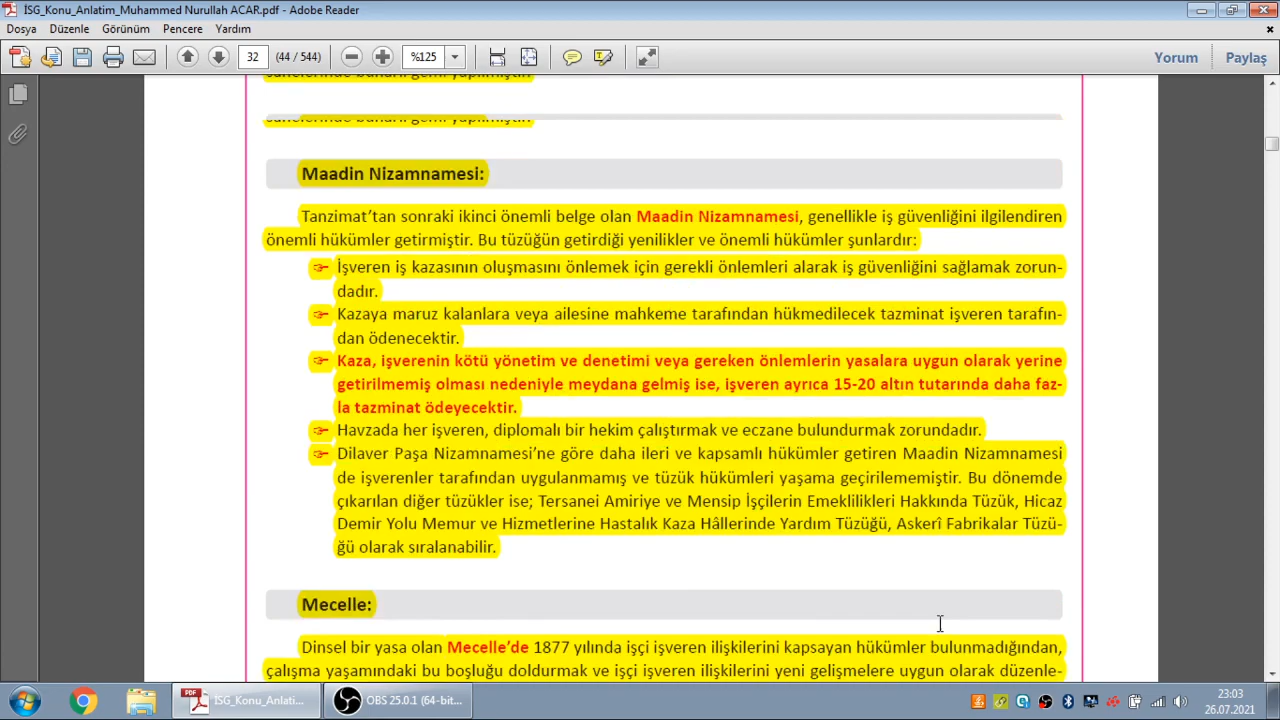 İSG_Konu_Anlatim_Muhammed Nurullah ACAR.pdf - Adobe Reader
Dosya Düzenle Görünüm Pencere Yardım
32 (44 / 544) %125 Yorum Paylaş
sanelerinde buharlı gemi yapılmıştır.
sanelerinde buharlı gemi yapılmıştır.
Maadin Nizamnamesi:
Tanzimat’tan sonraki ikinci önemli belge olan Maadin Nizamnamesi, genellikle iş güvenliğini ilgilendiren
önemli hükümler getirmiştir. Bu tüzüğün getirdiği yenilikler ve önemli hükümler şunlardır:
☞ İşveren iş kazasının oluşmasını önlemek için gerekli önlemleri alarak iş güvenliğini sağlamak zorun-
dadır.
☞ Kazaya maruz kalanlara veya ailesine mahkeme tarafından hükmedilecek tazminat işveren tarafın-
dan ödenecektir.
☞ Kaza, işverenin kötü yönetim ve denetimi veya gereken önlemlerin yasalara uygun olarak yerine
getirilmemiş olması nedeniyle meydana gelmiş ise, işveren ayrıca 15-20 altın tutarında daha faz-
la tazminat ödeyecektir.
☞ Havzada her işveren, diplomalı bir hekim çalıştırmak ve eczane bulundurmak zorundadır.
☞ Dilaver Paşa Nizamnamesi’ne göre daha ileri ve kapsamlı hükümler getiren Maadin Nizamnamesi
de işverenler tarafından uygulanmamış ve tüzük hükümleri yaşama geçirilememiştir. Bu dönemde
çıkarılan diğer tüzükler ise; Tersanei Amiriye ve Mensip İşçilerin Emeklilikleri Hakkında Tüzük, Hicaz
Demir Yolu Memur ve Hizmetlerine Hastalık Kaza Hâllerinde Yardım Tüzüğü, Askerî Fabrikalar Tüzü-
ğü olarak sıralanabilir.
Mecelle:
Dinsel bir yasa olan Mecelle’de 1877 yılında işçi işveren ilişkilerini kapsayan hükümler bulunmadığından,
çalışma yaşamındaki bu boşluğu doldurmak ve işçi işveren ilişkilerini yeni gelişmelere uygun olarak düzenle-
İSG_Konu_Anlati... OBS 25.0.1 (64-bit... 23:03
26.07.2021